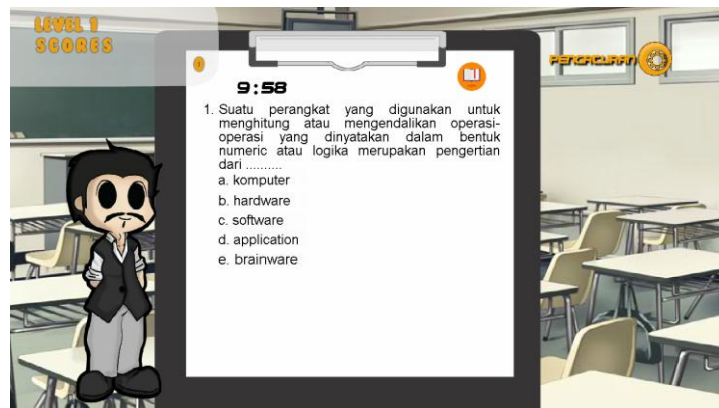 LEVEL 1
SCORES
PENGATURAN
9:58
1. Suatu perangkat yang digunakan untuk
menghitung atau mengendalikan operasi-
operasi yang dinyatakan dalam bentuk
numeric atau logika merupakan pengertian
dari ..........
a. komputer
b. hardware
c. software
d. application
e. brainware